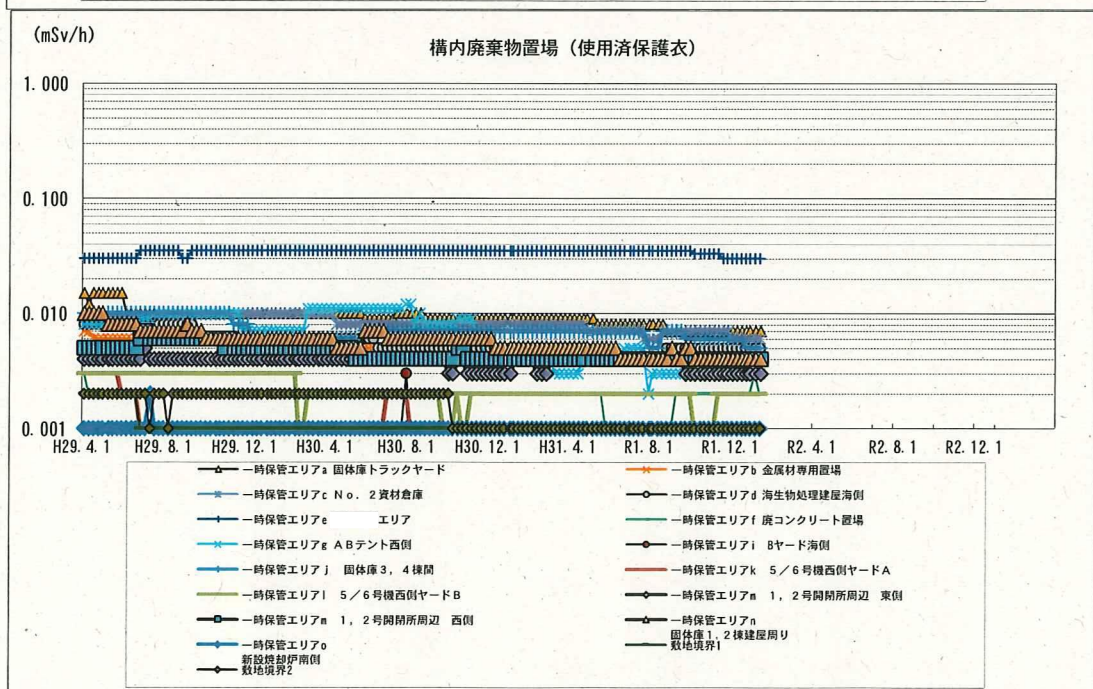 (mSv/h)
構内廃棄物置場（使用済保護衣）
1.000
0.100
0.010
0.001
H29.4.1 H29.8.1 H29.12.1 H30.4.1 H30.8.1 H30.12.1 H31.4.1 R1.8.1 R1.12.1 R2.4.1 R2.8.1 R2.12.1
一時保管エリアa 固体庫トラックヤード
一時保管エリアb 金属材専用置場
一時保管エリアc No．2資材倉庫
一時保管エリアd 海生物処理建屋海側
一時保管エリアe エリア
一時保管エリアf 廃コンクリート置場
一時保管エリアg ABテント西側
一時保管エリアi Bヤード海側
一時保管エリアj 固体庫3，4棟間
一時保管エリアk 5／6号機西側ヤードA
一時保管エリアl 5／6号機西側ヤードB
一時保管エリアm 1，2号開閉所周辺 東側
一時保管エリアm 1，2号開閉所周辺 西側
一時保管エリアn
固体庫1，2棟建屋周り
一時保管エリアo
敷地境界1
新設焼却炉南側
敷地境界2